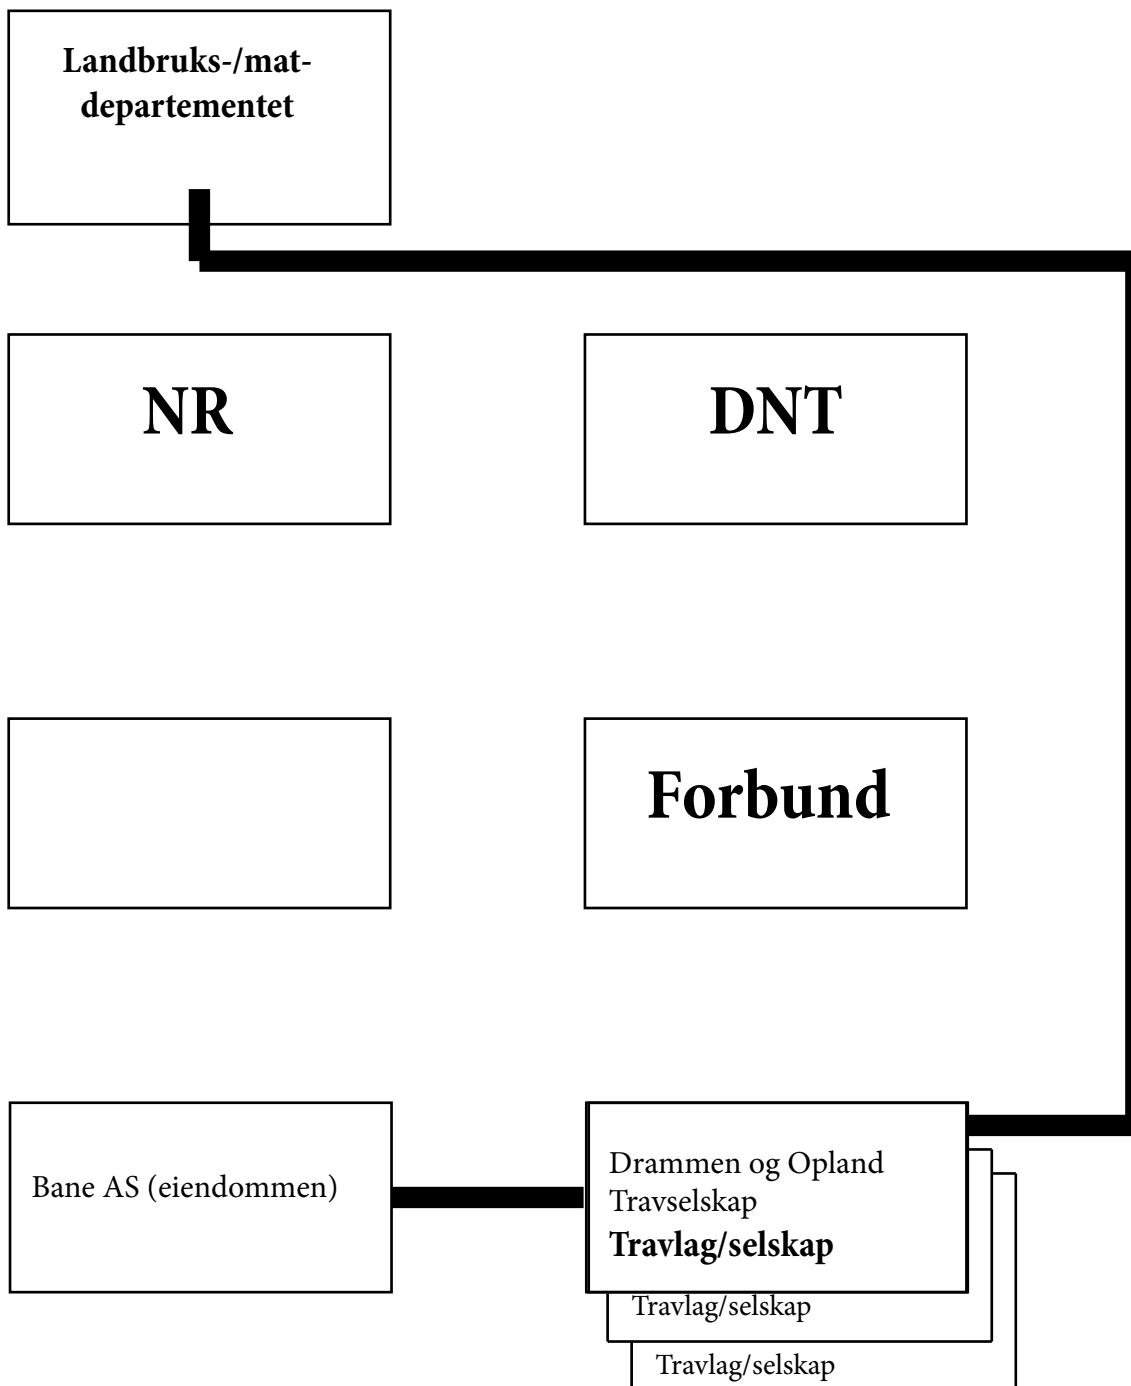 Landbruks-/mat-
departementet
NR
DNT
Forbund
Bane AS (eiendommen)
Drammen og Opland
Travselskap
Travlag/selskap
Travlag/selskap
Travlag/selskap